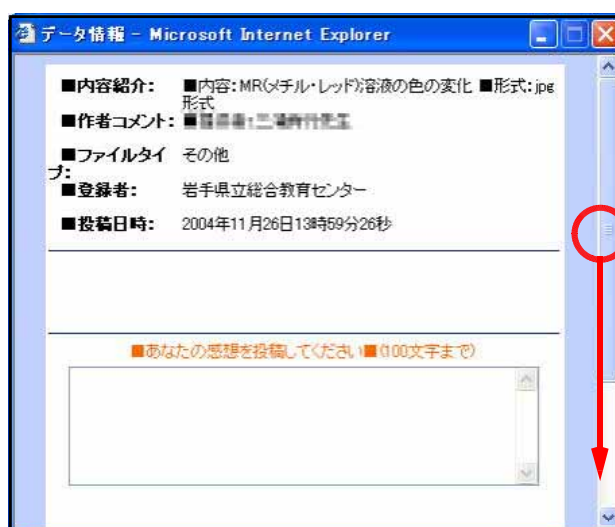 データ情報 - Microsoft Internet Explorer
■内容紹介: ■内容:MR(メチル・レッド)溶液の色の変化 ■形式:jpg
形式
■作者コメント: ■
■ファイルタイ その他
プ:
■登録者: 岩手県立総合教育センター
■投稿日時: 2004年11月26日13時59分26秒
■あなたの感想を投稿してください■(100文字まで)